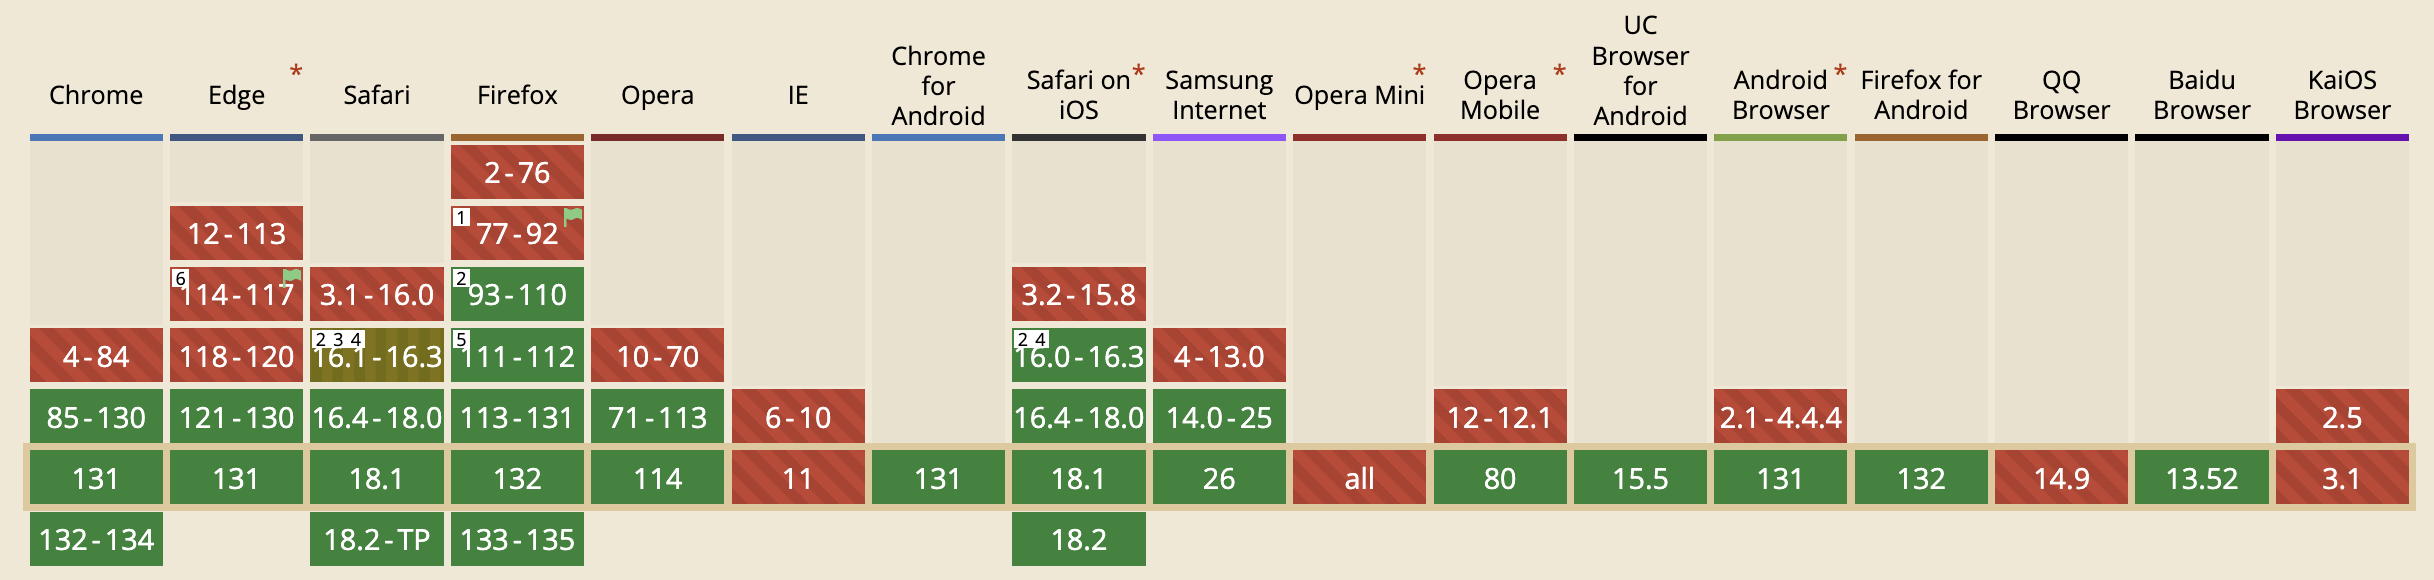 Chrome
Edge *
Safari
Firefox
Opera
IE
Chrome
for
Android
Safari on *
iOS
Samsung
Internet
Opera Mini *
Opera *
Mobile
UC
Browser
for
Android
Android *
Browser
Firefox for
Android
QQ
Browser
Baidu
Browser
KaiOS
Browser
2-76
12-113
1 77-92
6 114-117
3.1-16.0
2 93-110
3.2-15.8
4-84
118-120
2 3 4 16.1-16.3
5 111-112
10-70
2 4 16.0-16.3
4-13.0
85-130
121-130
16.4-18.0
113-131
71-113
6-10
16.4-18.0
14.0-25
12-12.1
2.1-4.4.4
2.5
131
131
18.1
132
114
11
131
18.1
26
all
80
15.5
131
132
14.9
13.52
3.1
132-134
18.2-TP
133-135
18.2